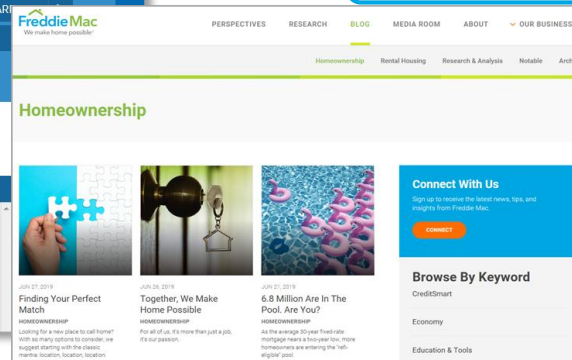 Freddie Mac
We make home possible®
PERSPECTIVES RESEARCH BLOG MEDIA ROOM ABOUT OUR BUSINESS
Homeownership Rental Housing Research & Analysis Notable
Homeownership
JUN 27, 2019
Finding Your Perfect
Match
HOMEOWNERSHIP
Looking for a new place to call home?
With so many options to consider, we
suggest starting with the classic
mantra: location, location, location.
JUN 26, 2019
Together, We Make
Home Possible
HOMEOWNERSHIP
For all of us, it's more than just a job,
it's our passion.
JUN 21, 2019
6.8 Million Are In The
Pool. Are You?
HOMEOWNERSHIP
As the average 30-year fixed-rate
mortgage nears a two-year low, more
homeowners are entering the "refi-
eligible" pool
Connect With Us
Sign up to receive the latest news, tips, and
insights from Freddie Mac.
CONNECT
Browse By Keyword
CreditSmart
Economy
Education & Tools